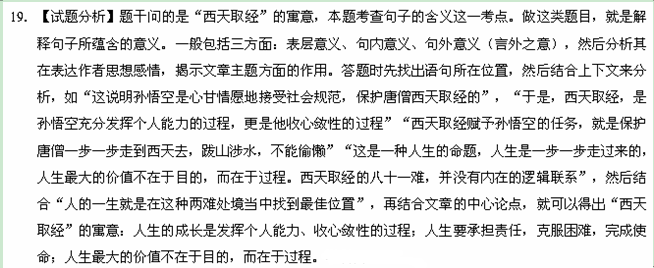 19. 【试题分析】题干问的是“西天取经”的寓意，本题考查句子的含义这一考点。做这类题目，就是解
释句子所蕴含的意义。一般包括三方面：表层意义、句内意义、句外意义（言外之意），然后分析其
在表达作者思想感情，揭示文章主题方面的作用。答题时先找出语句所在位置，然后结合上下文来分
析，如“这说明孙悟空是心甘情愿地接受社会规范，保护唐僧西天取经的”，“于是，西天取经，是
孙悟空充分发挥个人能力的过程，更是他收心敛性的过程”“西天取经赋予孙悟空的任务，就是保护
唐僧一步一步走到西天去，跋山涉水，不能偷懒”“这是一种人生的命题，人生是一步一步走过来的，
人生最大的价值不在于目的，而在于过程。西天取经的八十一难，并没有内在的逻辑联系”，然后结
合“人的一生就是在这种两难处境当中找到最佳位置”，再结合文章的中心论点，就可以得出“西天
取经”的寓意：人生的成长是发挥个人能力、收心敛性的过程；人生要承担责任，克服困难，完成使
命；人生最大的价值不在于目的，而在于过程。